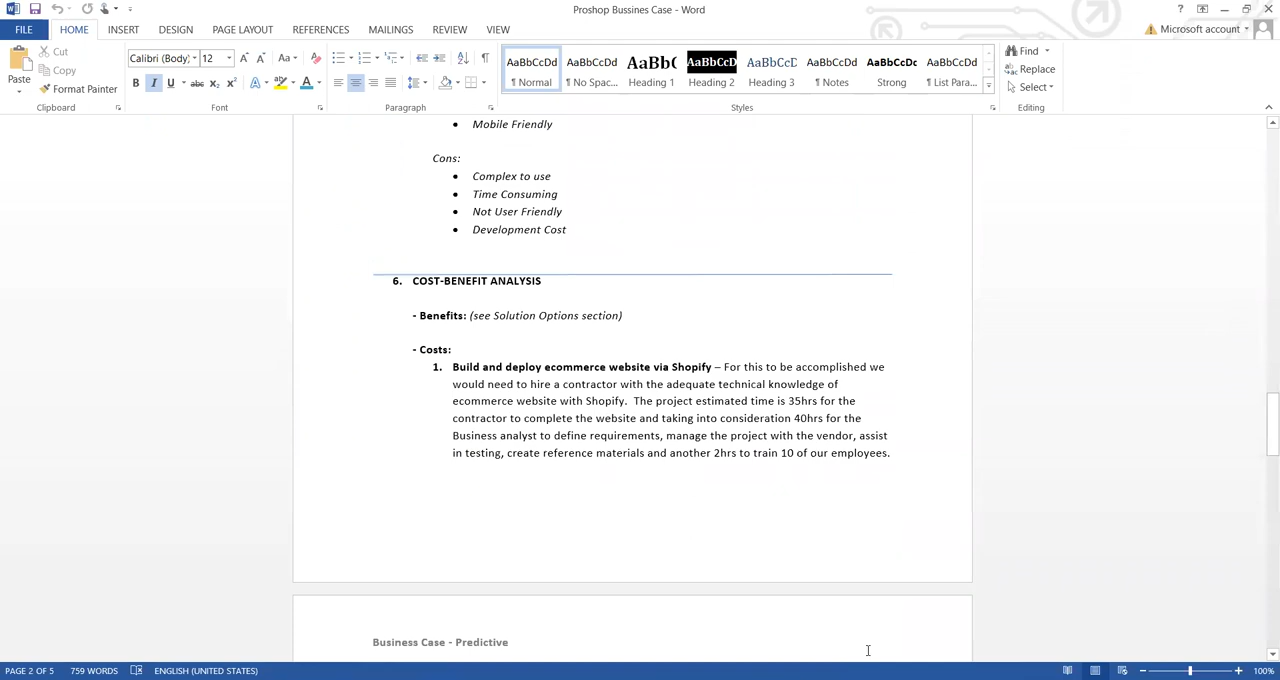 Proshop Bussines Case - Word
Microsoft account
FILE HOME INSERT DESIGN PAGE LAYOUT REFERENCES MAILINGS REVIEW VIEW
Paste
Cut
Copy
Format Painter
Clipboard
Calibri (Body) 12
Font
Paragraph
AaBbCcDd AaBbCcDd AaBb( AaBbCcD AaBbCcD AaBbCcDd AaBbCcDc AaBbCcDd
¶ Normal ¶ No Spac... Heading 1 Heading 2 Heading 3 ¶ Notes Strong ¶ List Para...
Styles
Find
Replace
Select
Editing
• Mobile Friendly
Cons:
• Complex to use
• Time Consuming
• Not User Friendly
• Development Cost
6. COST-BENEFIT ANALYSIS
- Benefits: (see Solution Options section)
- Costs:
1. Build and deploy ecommerce website via Shopify – For this to be accomplished we
would need to hire a contractor with the adequate technical knowledge of
ecommerce website with Shopify. The project estimated time is 35hrs for the
contractor to complete the website and taking into consideration 40hrs for the
Business analyst to define requirements, manage the project with the vendor, assist
in testing, create reference materials and another 2hrs to train 10 of our employees.
Business Case - Predictive
PAGE 2 OF 5 759 WORDS ENGLISH (UNITED STATES) 100%